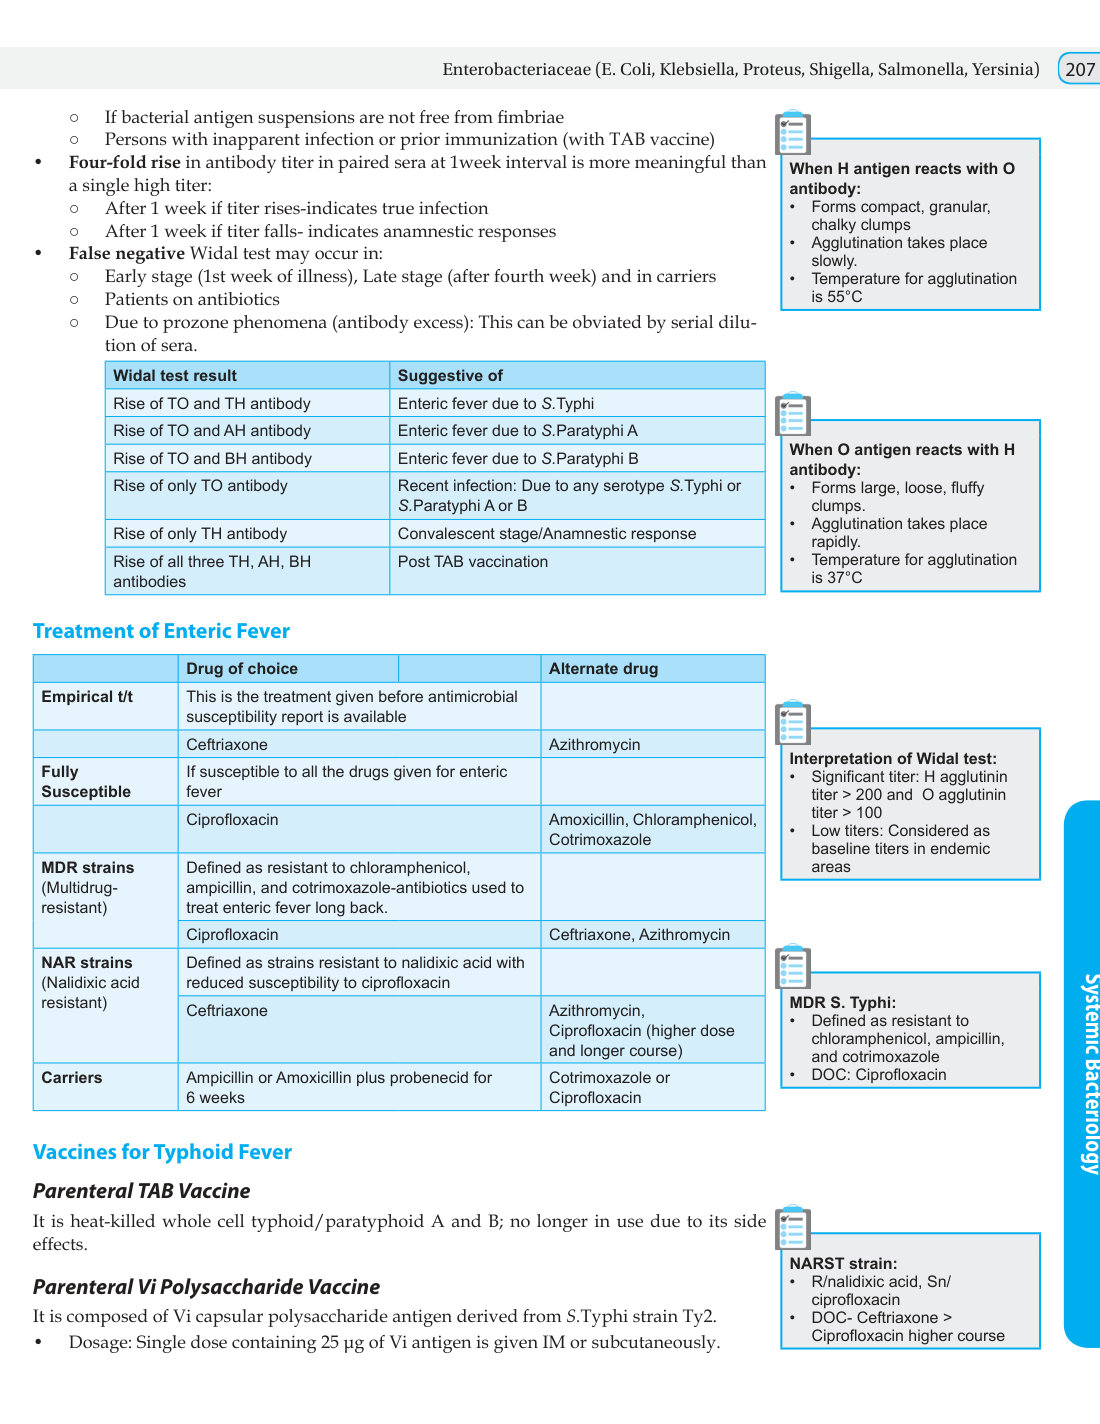 Enterobacteriaceae (E. Coli, Klebsiella, Proteus, Shigella, Salmonella, Yersinia)
207
○ If bacterial antigen suspensions are not free from fimbriae
○ Persons with inapparent infection or prior immunization (with TAB vaccine)
• Four-fold rise in antibody titer in paired sera at 1week interval is more meaningful than
a single high titer:
○ After 1 week if titer rises-indicates true infection
○ After 1 week if titer falls- indicates anamnestic responses
• False negative Widal test may occur in:
○ Early stage (1st week of illness), Late stage (after fourth week) and in carriers
○ Patients on antibiotics
○ Due to prozone phenomena (antibody excess): This can be obviated by serial dilu-
tion of sera.
Widal test result Suggestive of
Rise of TO and TH antibody Enteric fever due to S.Typhi
Rise of TO and AH antibody Enteric fever due to S.Paratyphi A
Rise of TO and BH antibody Enteric fever due to S.Paratyphi B
Rise of only TO antibody Recent infection: Due to any serotype S.Typhi or
S.Paratyphi A or B
Rise of only TH antibody Convalescent stage/Anamnestic response
Rise of all three TH, AH, BH Post TAB vaccination
antibodies
Treatment of Enteric Fever
Drug of choice Alternate drug
Empirical t/t This is the treatment given before antimicrobial
susceptibility report is available
Ceftriaxone Azithromycin
Fully If susceptible to all the drugs given for enteric
Susceptible fever
Ciprofloxacin Amoxicillin, Chloramphenicol,
Cotrimoxazole
MDR strains Defined as resistant to chloramphenicol,
(Multidrug- ampicillin, and cotrimoxazole-antibiotics used to
resistant) treat enteric fever long back.
Ciprofloxacin Ceftriaxone, Azithromycin
NAR strains Defined as strains resistant to nalidixic acid with
(Nalidixic acid reduced susceptibility to ciprofloxacin
resistant) Ceftriaxone Azithromycin,
Ciprofloxacin (higher dose
and longer course)
Carriers Ampicillin or Amoxicillin plus probenecid for Cotrimoxazole or
6 weeks Ciprofloxacin
Vaccines for Typhoid Fever
Parenteral TAB Vaccine
It is heat-killed whole cell typhoid/paratyphoid A and B; no longer in use due to its side
effects.
Parenteral Vi Polysaccharide Vaccine
It is composed of Vi capsular polysaccharide antigen derived from S.Typhi strain Ty2.
• Dosage: Single dose containing 25 µg of Vi antigen is given IM or subcutaneously.
When H antigen reacts with O
antibody:
• Forms compact, granular,
chalky clumps
• Agglutination takes place
slowly.
• Temperature for agglutination
is 55°C
When O antigen reacts with H
antibody:
• Forms large, loose, fluffy
clumps.
• Agglutination takes place
rapidly.
• Temperature for agglutination
is 37°C
Interpretation of Widal test:
• Significant titer: H agglutinin
titer > 200 and O agglutinin
titer > 100
• Low titers: Considered as
baseline titers in endemic
areas
MDR S. Typhi:
• Defined as resistant to
chloramphenicol, ampicillin,
and cotrimoxazole
• DOC: Ciprofloxacin
NARST strain:
• R/nalidixic acid, Sn/
ciprofloxacin
• DOC- Ceftriaxone >
Ciprofloxacin higher course
Systemic Bacteriology